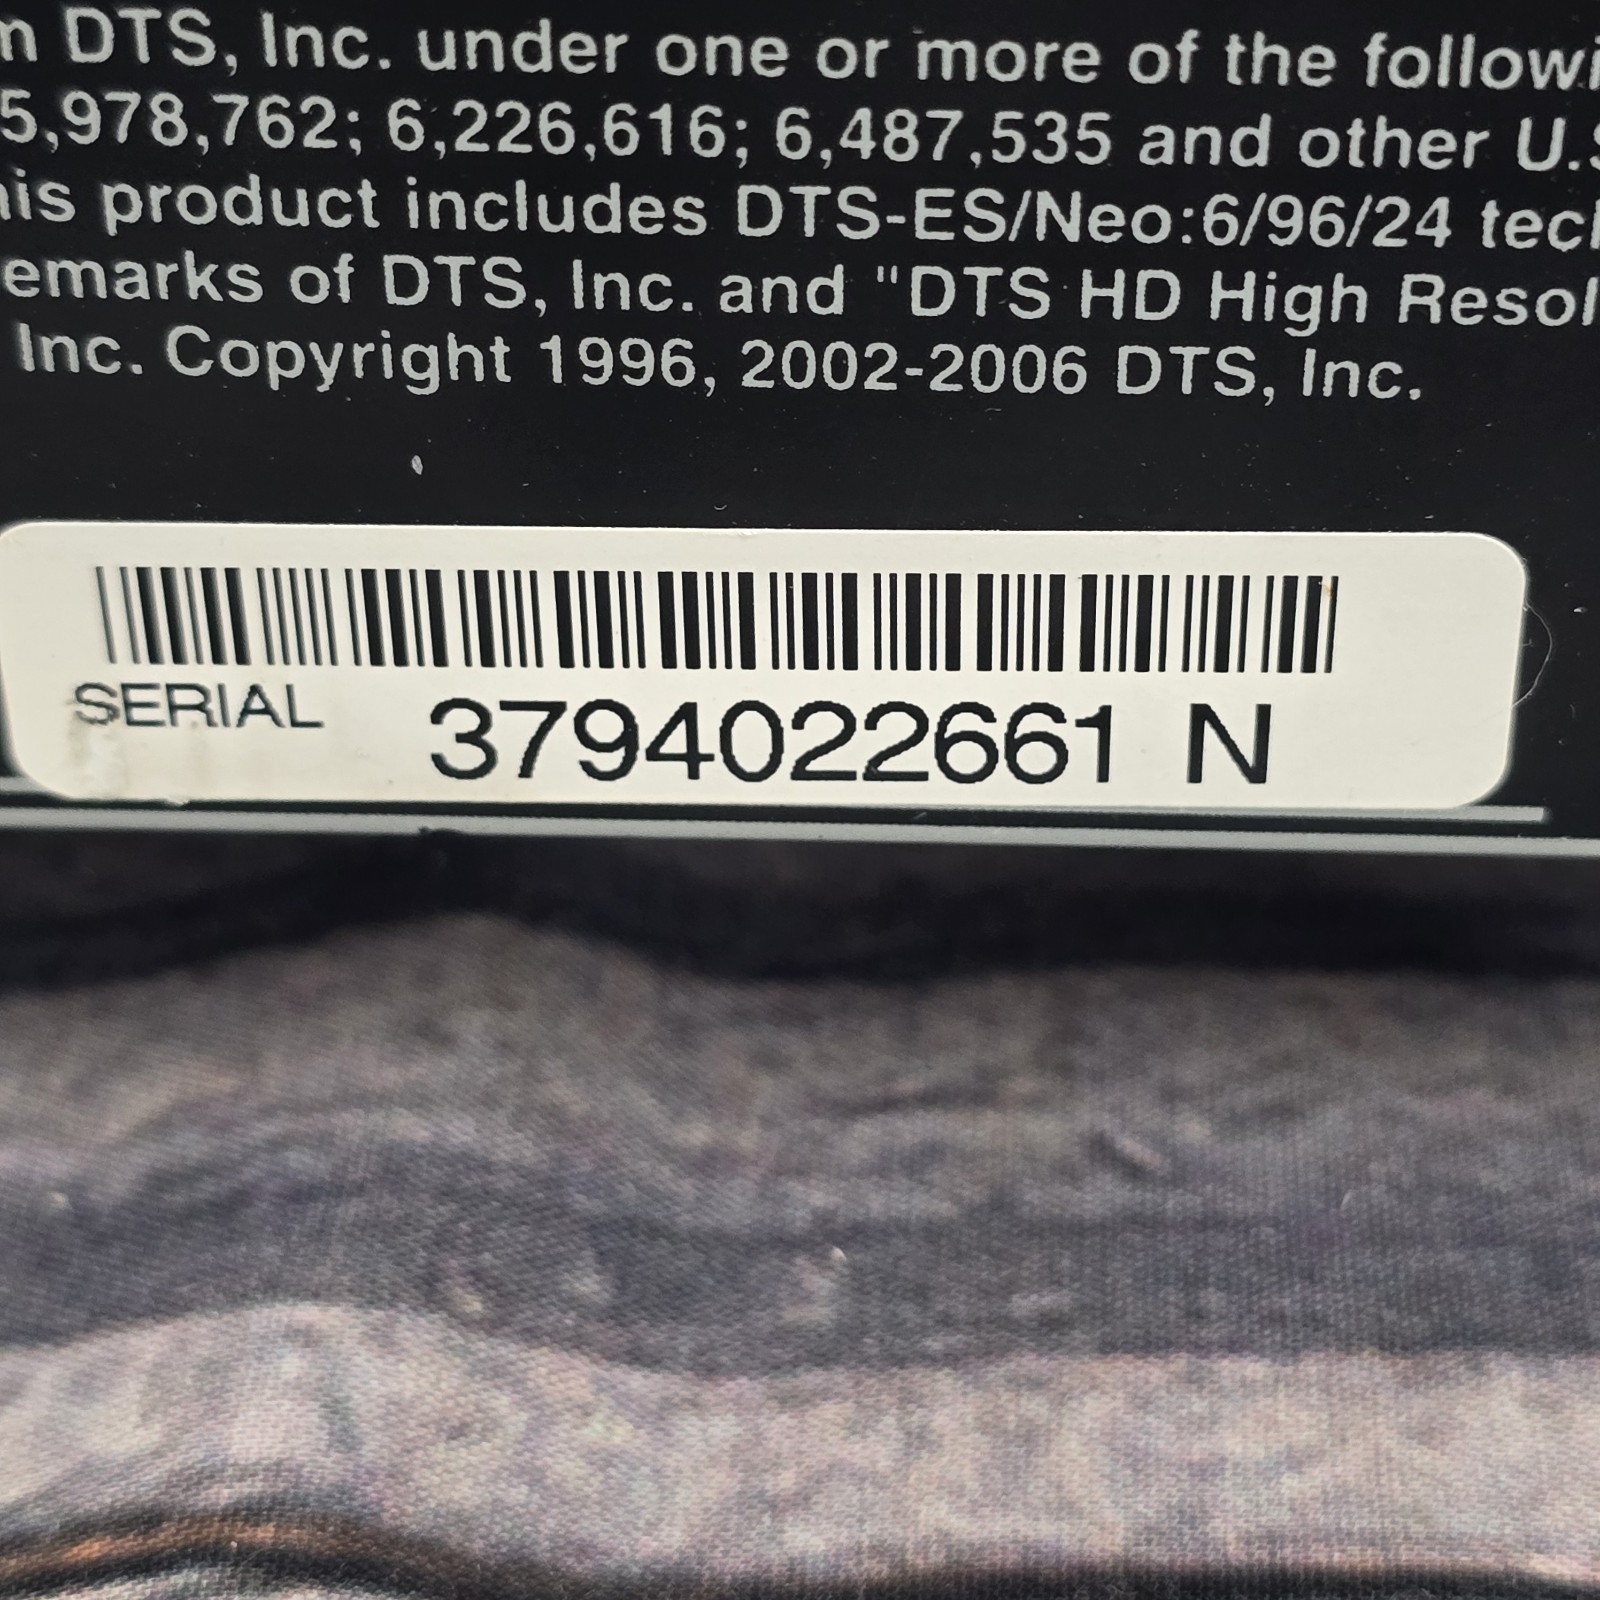 m DTS, Inc. under one or more of the followi
5,978,762; 6,226,616; 6,487,535 and other U.S
his product includes DTS-ES/Neo:6/96/24 tech
emarks of DTS, Inc. and "DTS HD High Resol
Inc. Copyright 1996, 2002-2006 DTS, Inc.
SERIAL 3794022661 N